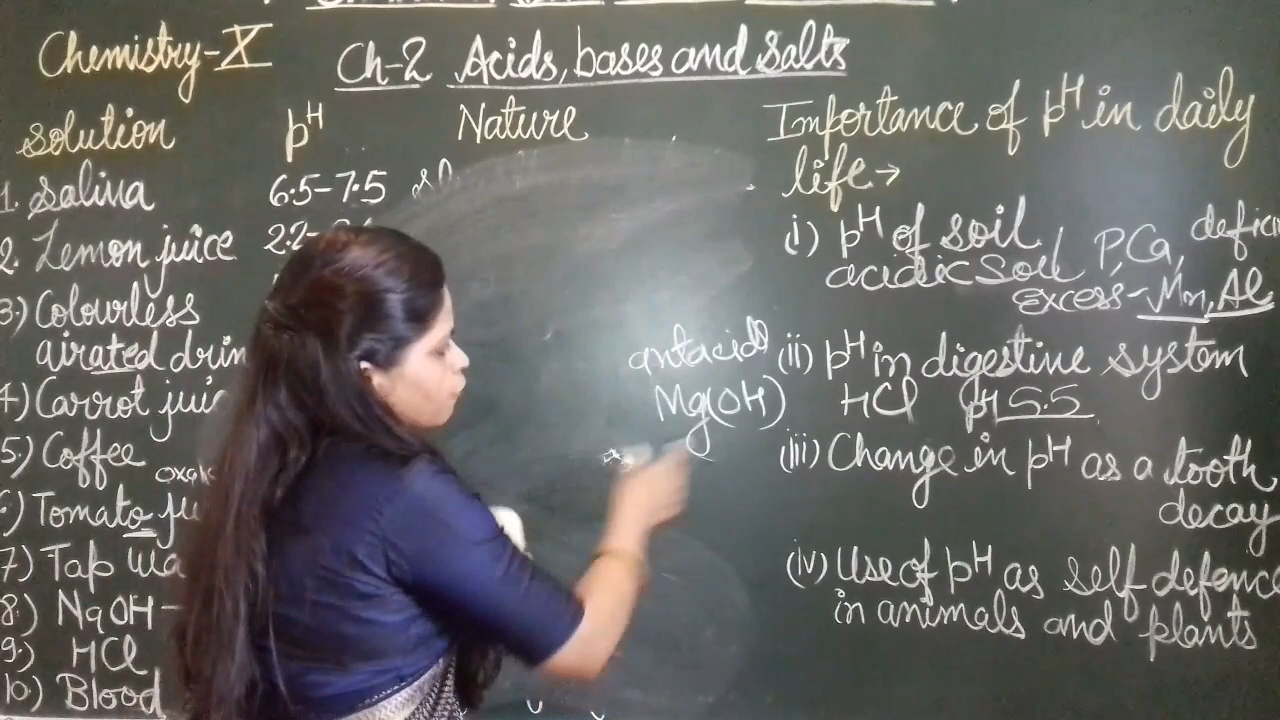 Chemistry-X
Ch-2 Acids, bases and Salts
Solution pH Nature
1. Saliva 6.5-7.5
2. Lemon juice 2.2-
3.) Colourless
airated drin
4) Carrot juic
5.) Coffee
6) Tomato ju
7) Tap wa
8.) NaOH -
9.) HCl
10.) Blood
antacid
Mg(OH)
Importance of pH in daily
life→
i) pH of soil
acidic soil P, Ca, defici
excess - Mn, Al
(ii) pH in digestine system
HCl pH 5.5
(iii) Change in pH as a tooth
decay
(iv) Use of pH as self defence
in animals and plants